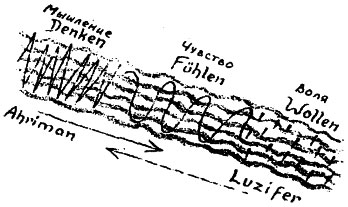 Мышление
Denken
Чувство
Fühlen
Воля
Wollen
Ahriman
Luzifer